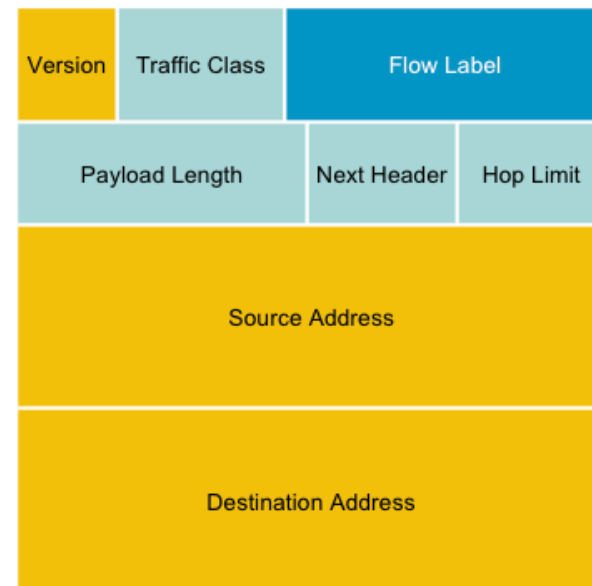 Version Traffic Class Flow Label
Payload Length Next Header Hop Limit
Source Address
Destination Address